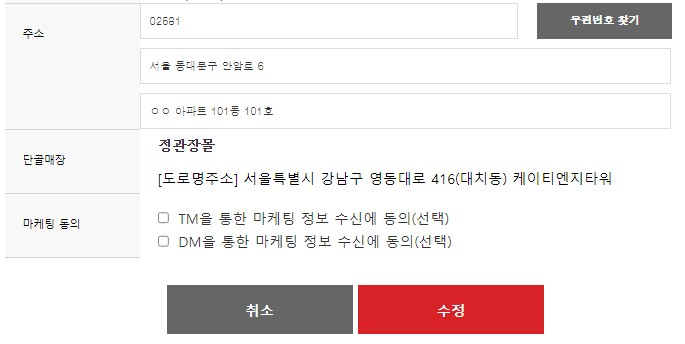 주소
02581
우편번호 찾기
서울 동대문구 안암로 6
ㅇㅇ 아파트 101동 101호
단골매장
정관장몰
[도로명주소] 서울특별시 강남구 영동대로 416(대치동) 케이티엔지타워
마케팅 동의
TM을 통한 마케팅 정보 수신에 동의(선택)
DM을 통한 마케팅 정보 수신에 동의(선택)
취소
수정